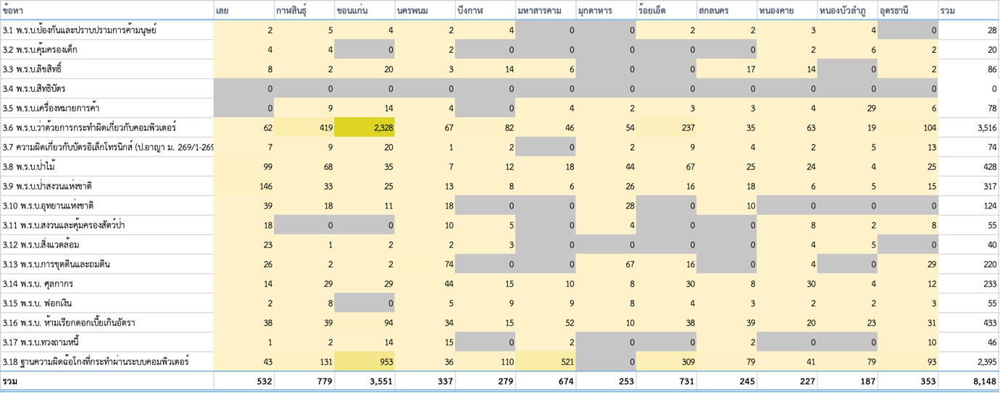 ข้อหา เลย กาฬสินธุ์ ขอนแก่น นครพนม บึงกาฬ มหาสารคาม มุกดาหาร ร้อยเอ็ด สกลนคร หนองคาย หนองบัวลำภู อุดรธานี รวม
3.1 พ.ร.บ.ป้องกันและปราบปรามการค้ามนุษย์ 2 5 4 2 4 0 0 2 2 3 4 0 28
3.2 พ.ร.บ.คุ้มครองเด็ก 4 4 0 2 0 0 0 0 0 2 6 2 20
3.3 พ.ร.บ.ลิขสิทธิ์ 8 2 20 3 14 6 0 0 17 14 0 2 86
3.4 พ.ร.บ.สิทธิบัตร 0 0 0 0 0 0 0 0 0 0 0 0 0
3.5 พ.ร.บ.เครื่องหมายการค้า 0 9 14 4 0 4 2 3 3 4 29 6 78
3.6 พ.ร.บ.ว่าด้วยการกระทำผิดเกี่ยวกับคอมพิวเตอร์ 62 419 2,328 67 82 46 54 237 35 63 19 104 3,516
3.7 ความผิดเกี่ยวกับบัตรอิเล็กโทรนิกส์ (ป.อาญา ม. 269/1-269 7 9 20 1 2 0 2 9 4 2 5 13 74
3.8 พ.ร.บ.ป่าไม้ 99 68 35 7 12 18 44 67 25 24 4 25 428
3.9 พ.ร.บ.ป่าสงวนแห่งชาติ 146 33 25 13 8 6 26 16 18 6 5 15 317
3.10 พ.ร.บ.อุทยานแห่งชาติ 39 18 11 18 0 0 28 0 10 0 0 0 124
3.11 พ.ร.บ.สงวนและคุ้มครองสัตว์ป่า 18 0 0 10 5 0 4 0 0 8 2 8 55
3.12 พ.ร.บ.สิ่งแวดล้อม 23 1 2 2 3 0 0 0 0 4 5 0 40
3.13 พ.ร.บ.การขุดดินและถมดิน 26 2 2 74 0 0 67 16 0 4 0 29 220
3.14 พ.ร.บ. ศุลกากร 14 29 29 44 15 10 8 30 8 30 4 12 233
3.15 พ.ร.บ. ฟอกเงิน 2 8 0 5 9 9 8 4 3 2 2 3 55
3.16 พ.ร.บ. ห้ามเรียกดอกเบี้ยเกินอัตรา 38 39 94 34 15 52 10 38 39 20 23 31 433
3.17 พ.ร.บ.ทวงถามหนี้ 1 2 14 15 0 2 0 0 2 0 0 10 46
3.18 ฐานความผิดฉ้อโกงที่กระทำผ่านระบบคอมพิวเตอร์ 43 131 953 36 110 521 0 309 79 41 79 93 2,395
รวม 532 779 3,551 337 279 674 253 731 245 227 187 353 8,148